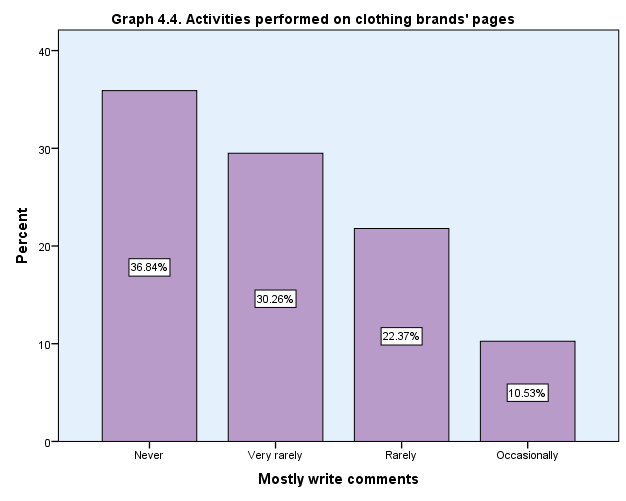 Graph 4.4. Activities performed on clothing brands' pages
40
30
20
10
0
Percent
36.84%
30.26%
22.37%
10.53%
Never
Very rarely
Rarely
Occasionally
Mostly write comments